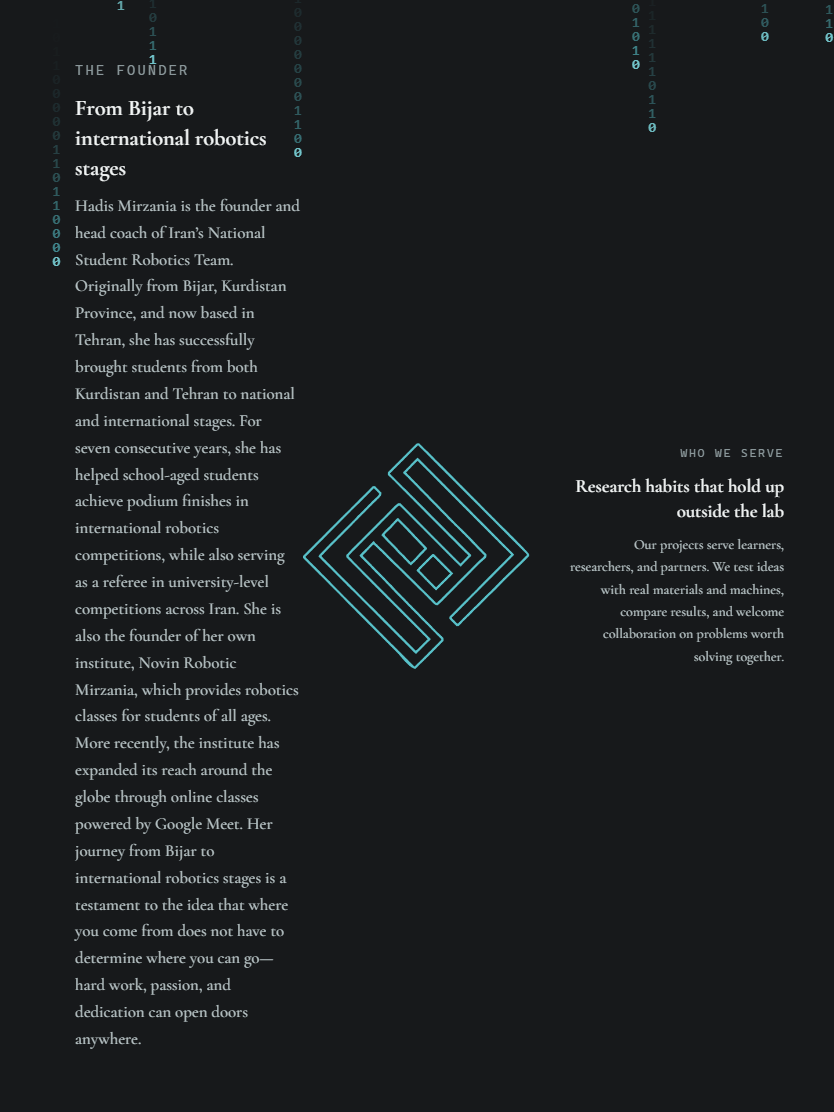 THE FOUNDER
From Bijar to
international robotics
stages
Hadis Mirzania is the founder and
head coach of Iran’s National
Student Robotics Team.
Originally from Bijar, Kurdistan
Province, and now based in
Tehran, she has successfully
brought students from both
Kurdistan and Tehran to national
and international stages. For
seven consecutive years, she has
helped school-aged students
achieve podium finishes in
international robotics
competitions, while also serving
as a referee in university-level
competitions across Iran. She is
also the founder of her own
institute, Novin Robotic
Mirzania, which provides robotics
classes for students of all ages.
More recently, the institute has
expanded its reach around the
globe through online classes
powered by Google Meet. Her
journey from Bijar to
international robotics stages is a
testament to the idea that where
you come from does not have to
determine where you can go—
hard work, passion, and
dedication can open doors
anywhere.
WHO WE SERVE
Research habits that hold up
outside the lab
Our projects serve learners,
researchers, and partners. We test ideas
with real materials and machines,
compare results, and welcome
collaboration on problems worth
solving together.